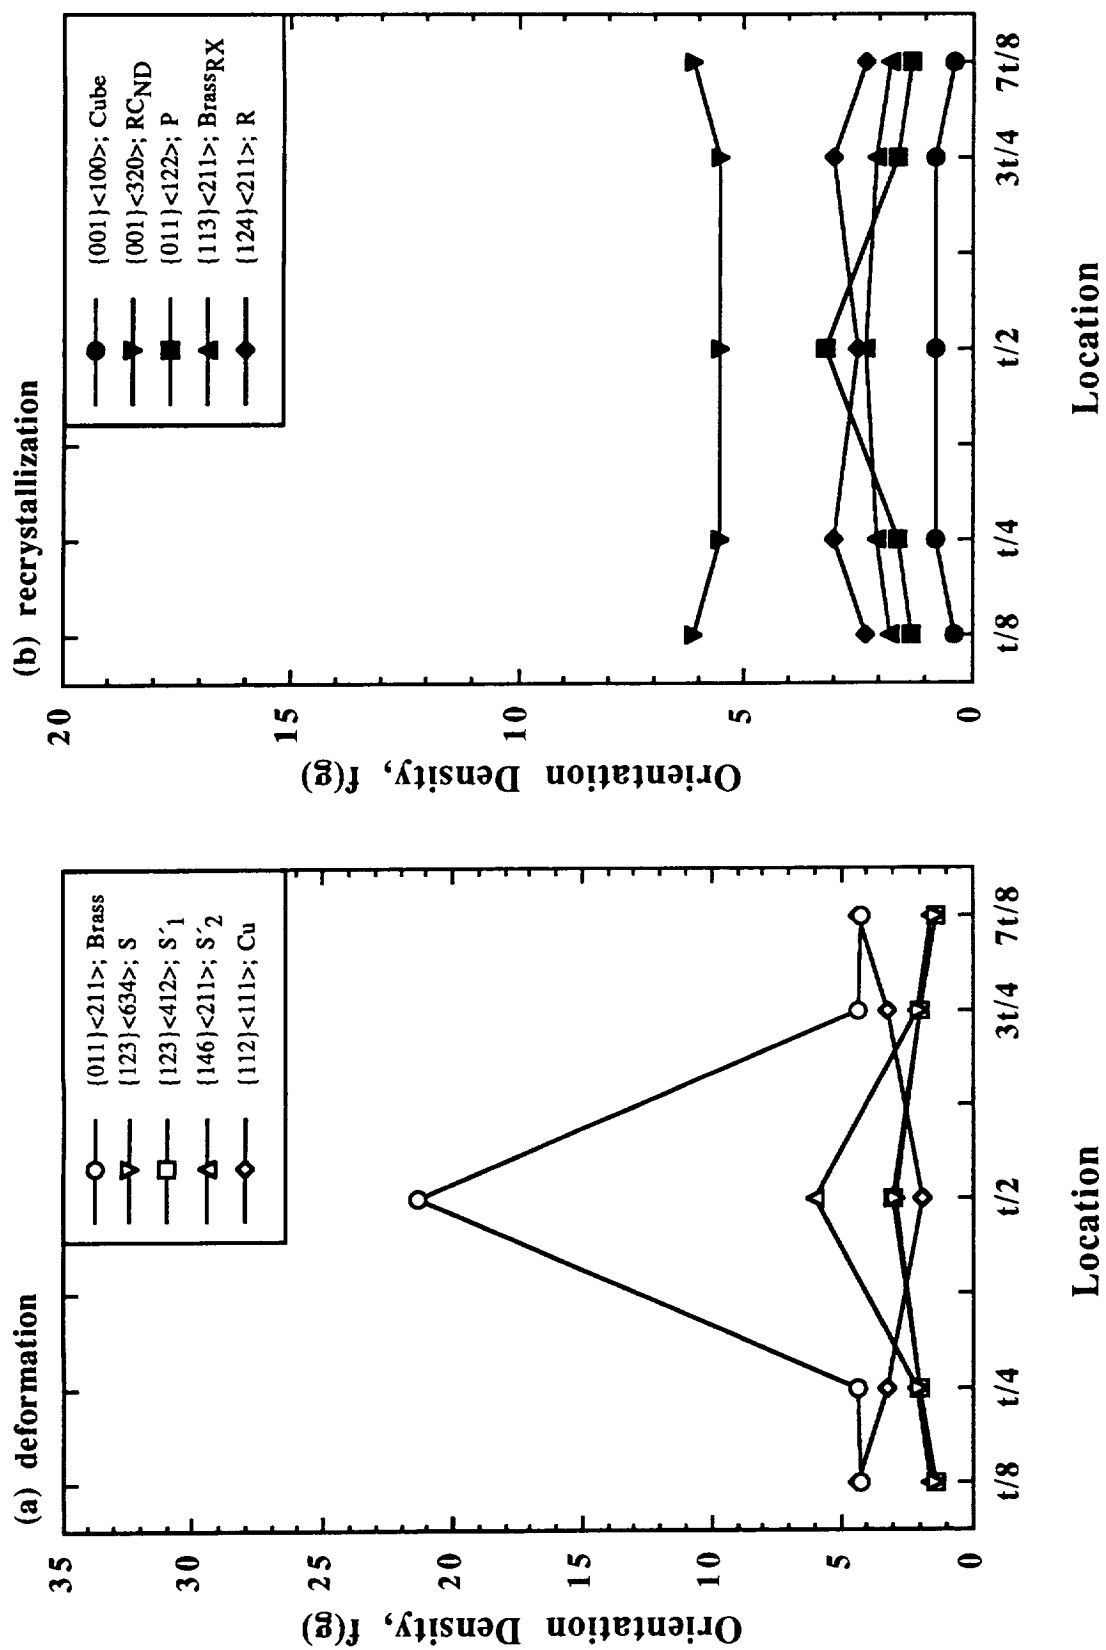 (a) deformation
{011}<211>; Brass
{123}<634>; S
{123}<412>; S´1
{146}<211>; S´2
{112}<111>; Cu
Orientation Density, f(g)
35
30
25
20
15
10
5
0
t/8
t/4
t/2
3t/4
7t/8
Location
(b) recrystallization
{001}<100>; Cube
{001}<320>; RCND
{011}<122>; P
{113}<211>; BrassRX
{124}<211>; R
Orientation Density, f(g)
20
15
10
5
0
t/8
t/4
t/2
3t/4
7t/8
Location